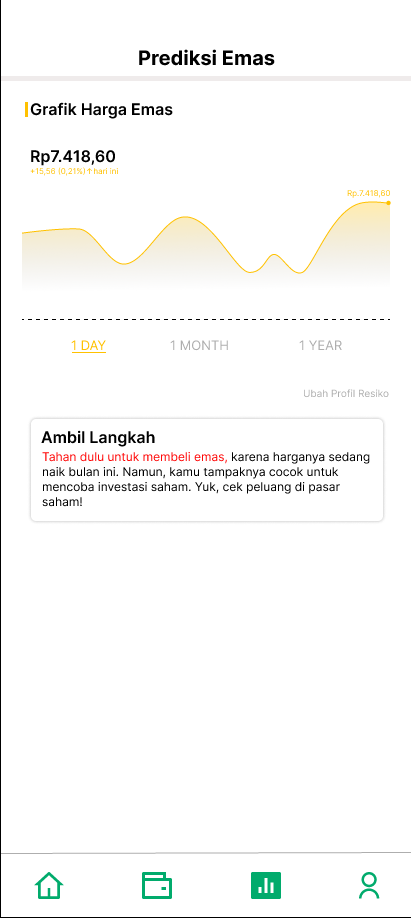 Prediksi Emas
Grafik Harga Emas
Rp7.418,60
+15,56 (0,21%)↑hari ini
Rp.7.418,60
1 DAY 1 MONTH 1 YEAR
Ubah Profil Resiko
Ambil Langkah
Tahan dulu untuk membeli emas, karena harganya sedang
naik bulan ini. Namun, kamu tampaknya cocok untuk
mencoba investasi saham. Yuk, cek peluang di pasar
saham!